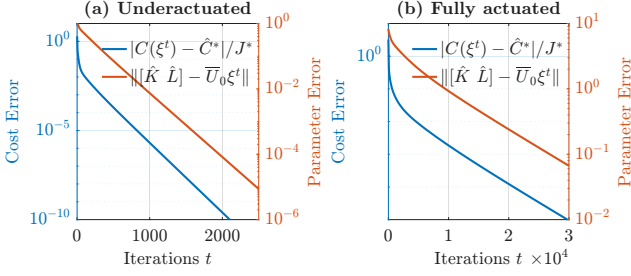 (a) Underactuated
(b) Fully actuated
10^0
10^-5
10^-10
Cost Error
|C(ξ^t) − Ĉ*|/J*
‖[K̂ L̂] − U̅_0ξ^t‖
10^0
10^-2
10^-4
10^-6
Parameter Error
0
1000
2000
Iterations t
10^0
Cost Error
|C(ξ^t) − Ĉ*|/J*
‖[K̂ L̂] − U̅_0ξ^t‖
10^1
10^0
10^-1
10^-2
Parameter Error
0
1
2
3
Iterations t ×10^4